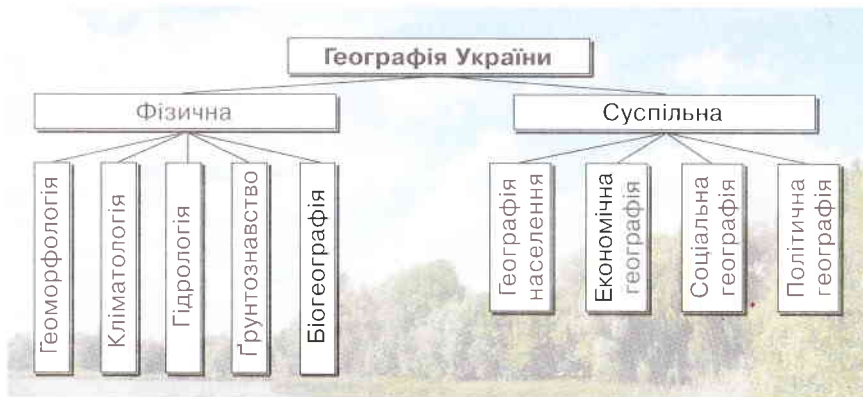 Географія України
Фізична
Суспільна
Геоморфологія
Кліматологія
Гідрологія
Ґрунтознавство
Біогеографія
Географія
населення
Економічна
географія
Соціальна
географія
Політична
географія